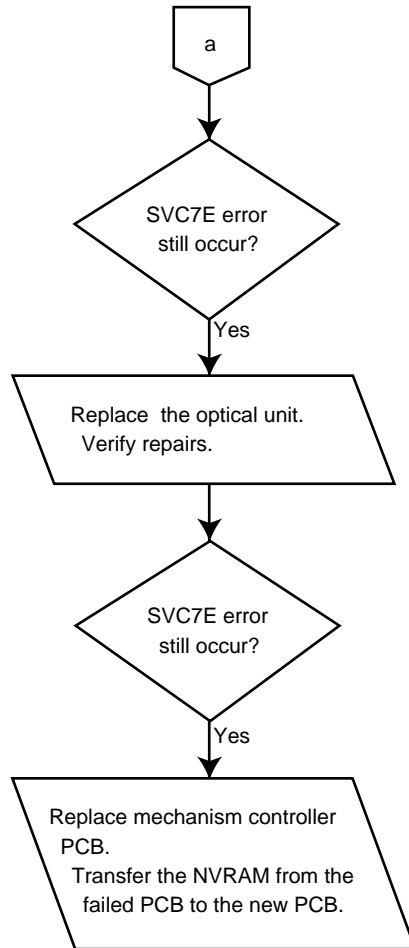 a
SVC7E error
still occur?
Yes
Replace the optical unit.
Verify repairs.
SVC7E error
still occur?
Yes
Replace mechanism controller
PCB.
Transfer the NVRAM from the
failed PCB to the new PCB.